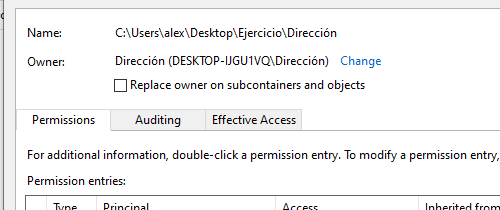 Name: C:\Users\alex\Desktop\Ejercicio\Dirección
Owner: Dirección (DESKTOP-IJGU1VQ\Dirección) Change
Replace owner on subcontainers and objects
Permissions Auditing Effective Access
For additional information, double-click a permission entry. To modify a permission entry,
Permission entries:
Type Principal Access Inherited from